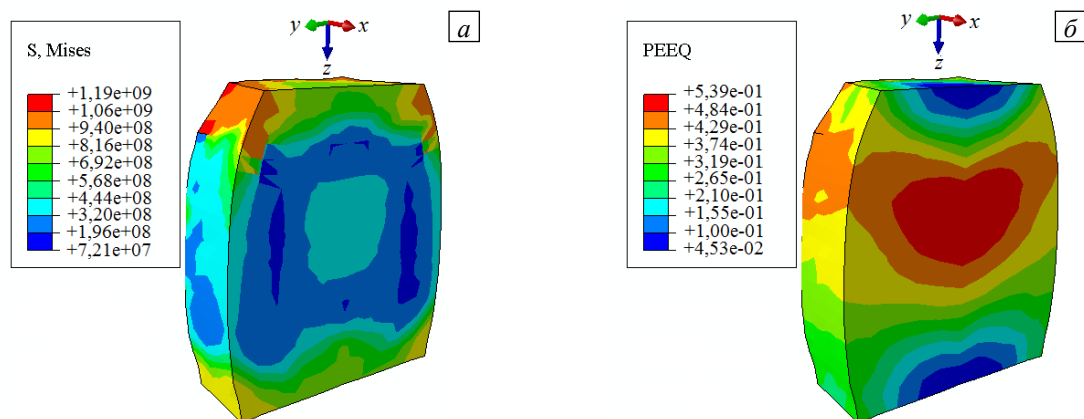 y x
z
а
S, Mises
+1,19e+09
+1,06e+09
+9,40e+08
+8,16e+08
+6,92e+08
+5,68e+08
+4,44e+08
+3,20e+08
+1,96e+08
+7,21e+07
y x
z
б
PEEQ
+5,39e-01
+4,84e-01
+4,29e-01
+3,74e-01
+3,19e-01
+2,65e-01
+2,10e-01
+1,55e-01
+1,00e-01
+4,53e-02